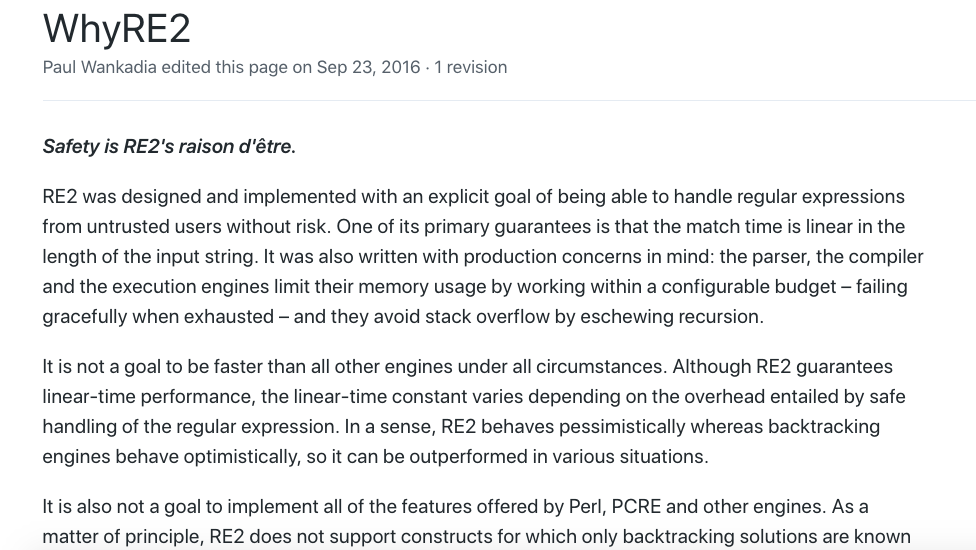 WhyRE2
Paul Wankadia edited this page on Sep 23, 2016 · 1 revision
Safety is RE2's raison d'être.
RE2 was designed and implemented with an explicit goal of being able to handle regular expressions
from untrusted users without risk. One of its primary guarantees is that the match time is linear in the
length of the input string. It was also written with production concerns in mind: the parser, the compiler
and the execution engines limit their memory usage by working within a configurable budget – failing
gracefully when exhausted – and they avoid stack overflow by eschewing recursion.
It is not a goal to be faster than all other engines under all circumstances. Although RE2 guarantees
linear-time performance, the linear-time constant varies depending on the overhead entailed by safe
handling of the regular expression. In a sense, RE2 behaves pessimistically whereas backtracking
engines behave optimistically, so it can be outperformed in various situations.
It is also not a goal to implement all of the features offered by Perl, PCRE and other engines. As a
matter of principle, RE2 does not support constructs for which only backtracking solutions are known